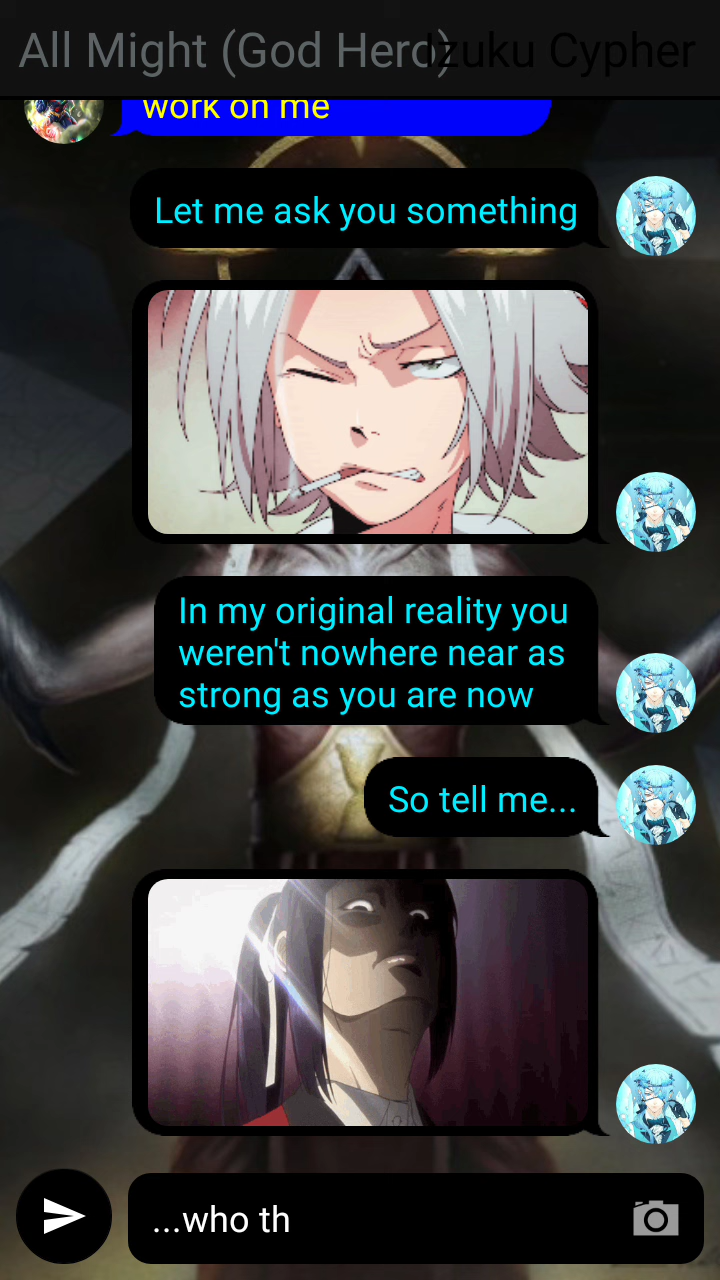 All Might (God Hero) Izuku Cypher
work on me
Let me ask you something
In my original reality you
weren't nowhere near as
strong as you are now
So tell me...
...who th